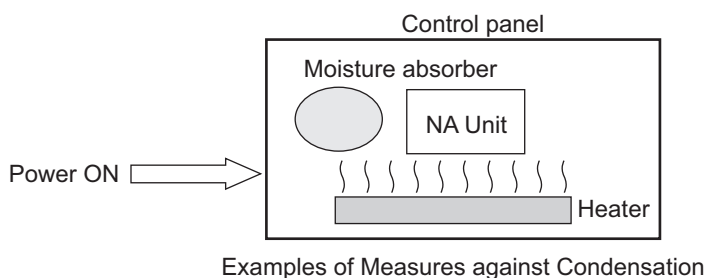 Control panel
Moisture absorber
NA Unit
Power ON
Heater
Examples of Measures against Condensation